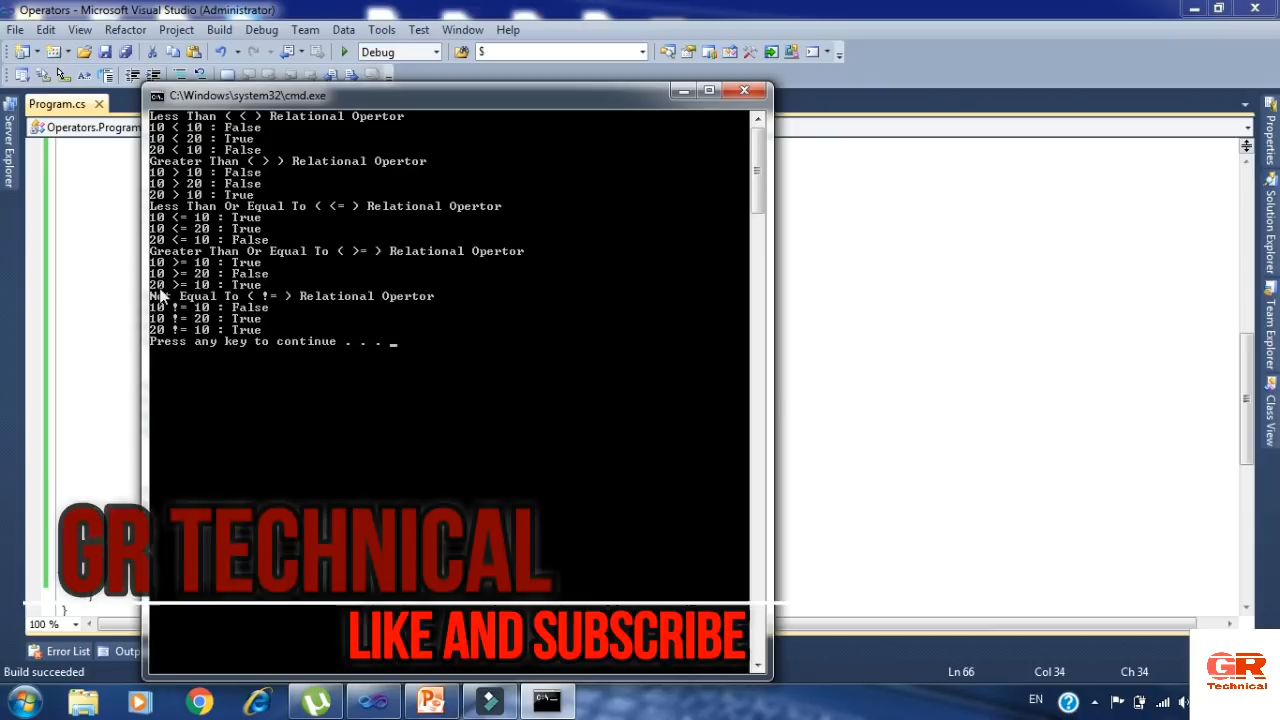 Operators - Microsoft Visual Studio (Administrator)
File Edit View Refactor Project Build Debug Team Data Tools Test Window Help
Debug $
Program.cs
Operators.Program
C:\Windows\system32\cmd.exe
Less Than ( < ) Relational Opertor
10 < 10 : False
10 < 20 : True
20 < 10 : False
Greater Than ( > ) Relational Opertor
10 > 10 : False
10 > 20 : False
20 > 10 : True
Less Than Or Equal To ( <= ) Relational Opertor
10 <= 10 : True
10 <= 20 : True
20 <= 10 : False
Greater Than Or Equal To ( >= ) Relational Opertor
10 >= 10 : True
10 >= 20 : False
20 >= 10 : True
Not Equal To ( != ) Relational Opertor
10 != 10 : False
10 != 20 : True
20 != 10 : True
Press any key to continue . . . _
Server Explorer
Properties
Solution Explorer
Team Explorer
Class View
GR TECHNICAL
LIKE AND SUBSCRIBE
}
100 %
Error List Outp
Build succeeded Ln 66 Col 34 Ch 34
EN
GR
Technical